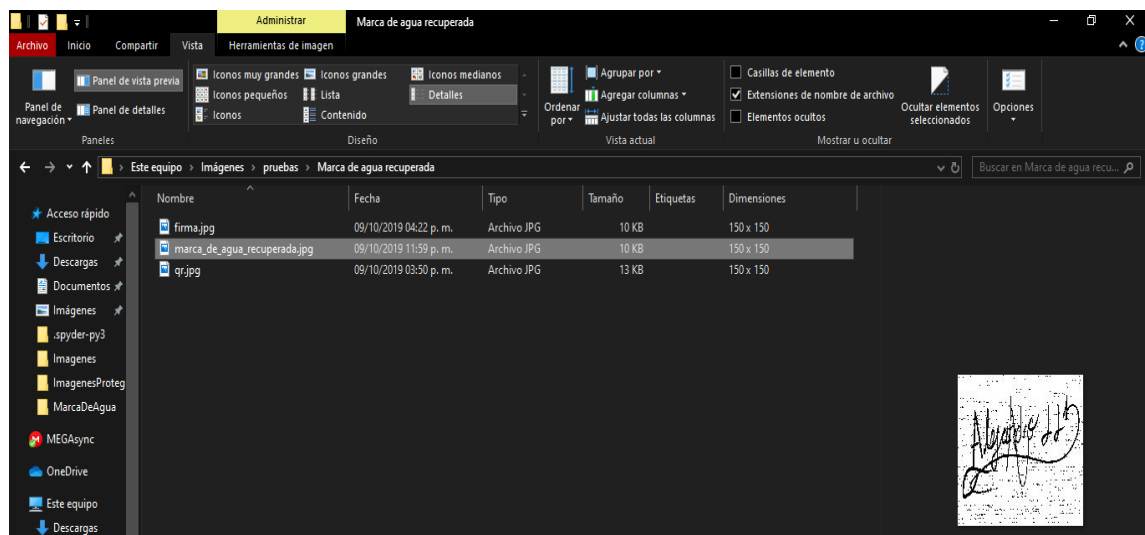 Administrar Marca de agua recuperada
Archivo Inicio Compartir Vista Herramientas de imagen
Panel de navegación
Panel de vista previa
Panel de detalles
Paneles
Iconos muy grandes Iconos grandes Iconos medianos
Iconos pequeños Lista Detalles
Iconos Contenido
Diseño
Ordenar por
Agrupar por
Agregar columnas
Ajustar todas las columnas
Vista actual
Casillas de elemento
Extensiones de nombre de archivo
Elementos ocultos
Ocultar elementos seleccionados
Mostrar u ocultar
Opciones
Este equipo > Imágenes > pruebas > Marca de agua recuperada
Buscar en Marca de agua recu...
Acceso rápido
Escritorio
Descargas
Documentos
Imágenes
.spyder-py3
Imagenes
ImagenesProteg
MarcaDeAgua
MEGAsync
OneDrive
Este equipo
Descargas
Nombre Fecha Tipo Tamaño Etiquetas Dimensiones
firma.jpg 09/10/2019 04:22 p. m. Archivo JPG 10 KB 150 x 150
marca_de_agua_recuperada.jpg 09/10/2019 11:59 p. m. Archivo JPG 10 KB 150 x 150
qr.jpg 09/10/2019 03:50 p. m. Archivo JPG 13 KB 150 x 150